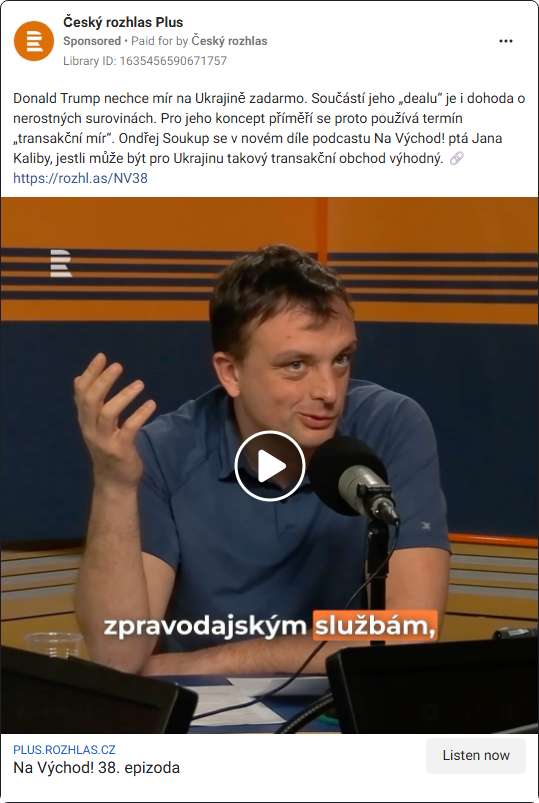 Český rozhlas Plus
Sponsored • Paid for by Český rozhlas
Library ID: 1635456590671757
Donald Trump nechce mír na Ukrajině zadarmo. Součástí jeho „dealu“ je i dohoda o
nerostných surovinách. Pro jeho koncept příměří se proto používá termín
„transakční mír“. Ondřej Soukup se v novém díle podcastu Na Východ! ptá Jana
Kaliby, jestli může být pro Ukrajinu takový transakční obchod výhodný. 🔗
https://rozhl.as/NV38
zpravodajským službám,
PLUS.ROZHLAS.CZ
Na Východ! 38. epizoda
Listen now